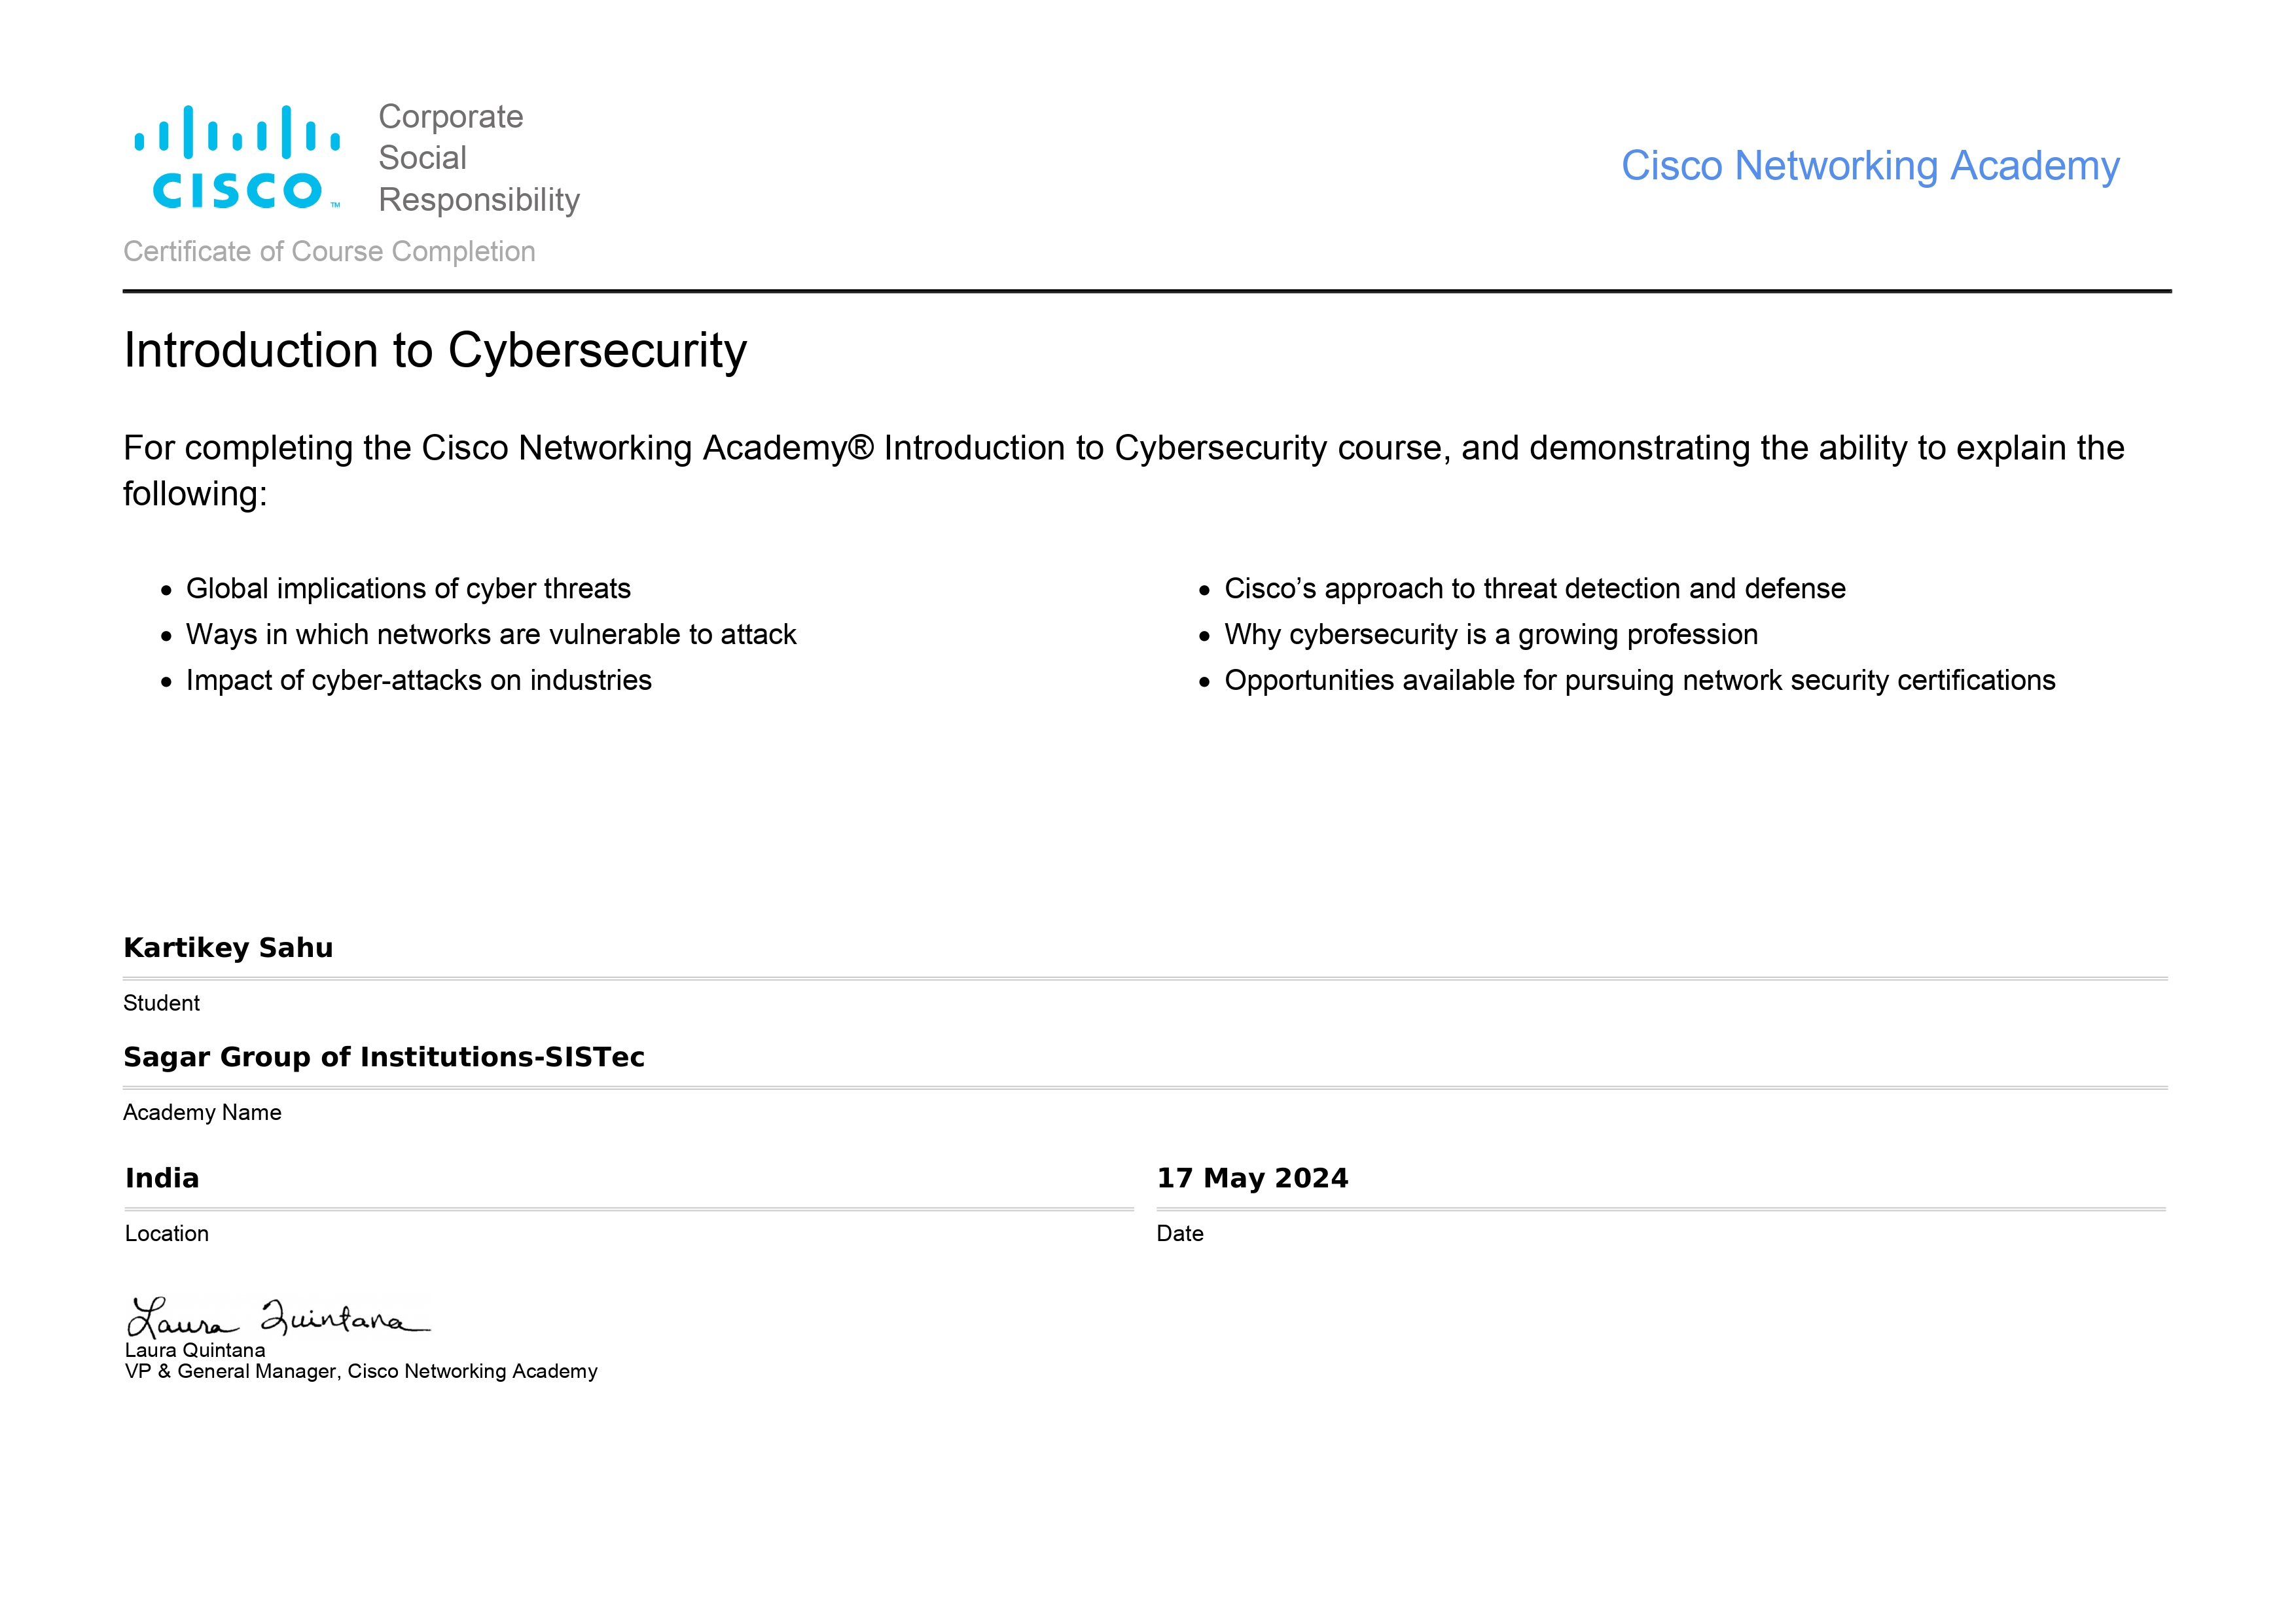 CISCO™
Corporate
Social
Responsibility
Cisco Networking Academy
Certificate of Course Completion
Introduction to Cybersecurity
For completing the Cisco Networking Academy® Introduction to Cybersecurity course, and demonstrating the ability to explain the
following:
• Global implications of cyber threats
• Ways in which networks are vulnerable to attack
• Impact of cyber-attacks on industries
• Cisco’s approach to threat detection and defense
• Why cybersecurity is a growing profession
• Opportunities available for pursuing network security certifications
Kartikey Sahu
Student
Sagar Group of Institutions-SISTec
Academy Name
India
Location
17 May 2024
Date
Laura Quintana
Laura Quintana
VP & General Manager, Cisco Networking Academy